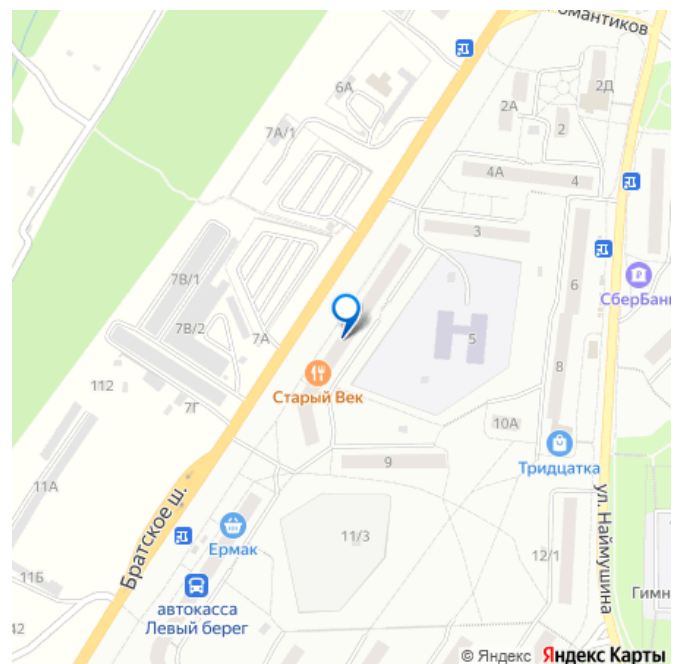 Романтиков
6А
2Д
2А
2
7А/1
4А
4
3
7В/1
6
СберБанк
7В/2
7А
5
8
Старый Век
112
7Г
10А
9
Тридцатка
11А
Братское ш.
ул. Наймушина
11/3
Ермак
12/1
11Б
автокасса
Левый берег
Гимн
42
© Яндекс Яндекс Карты